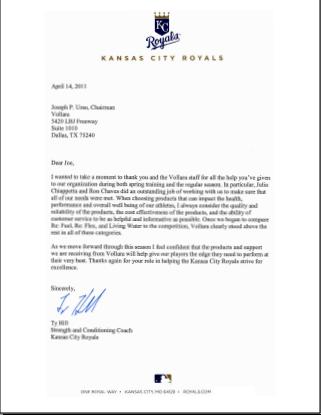 KC
Royals
KANSAS CITY ROYALS
April 14, 2011
Joseph P. Urso, Chairman
Vollara
5420 LBJ Freeway
Suite 1010
Dallas, TX 75240
Dear Joe,
I wanted to take a moment to thank you and the Vollara staff for all the help you've given
to our organization during both spring training and the regular season. In particular, Julie
Chiappetta and Ron Chaves did an outstanding job of working with us to make sure that
all of our needs were met. When choosing products that can impact the health,
performance and overall well being of our athletes, I always consider the quality and
suitability of the products, the cost effectiveness of the products, and the ability of
customer service to be as helpful and informative as possible. Once we began to compare
Re: Fuel, Re: Flex, and Living Water to the competition, Vollara clearly stood above the
rest in all of these categories.
As we move forward through this season I feel confident that the products and support
we are receiving from Vollara will help give our players the edge they need to perform at
their very best. Thanks again for your role in helping the Kansas City Royals strive for
excellence.
Sincerely,
Ty Hill
Strength and Conditioning Coach
Kansas City Royals
ONE ROYAL WAY • KANSAS CITY, MO 64129 • ROYALS.COM